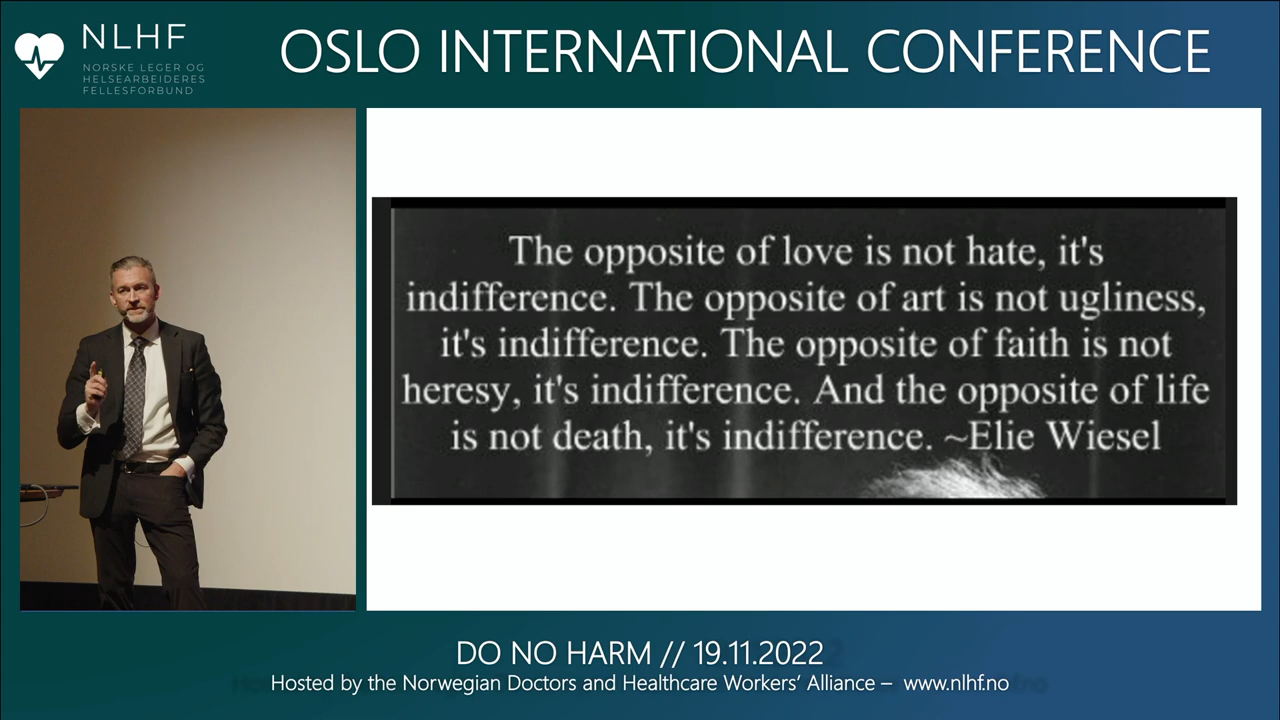 NLHF
NORSKE LEGER OG
HELSEARBEIDERES
FELLESFORBUND
OSLO INTERNATIONAL CONFERENCE
The opposite of love is not hate, it's
indifference. The opposite of art is not ugliness,
it's indifference. The opposite of faith is not
heresy, it's indifference. And the opposite of life
is not death, it's indifference. ~Elie Wiesel
DO NO HARM // 19.11.2022
Hosted by the Norwegian Doctors and Healthcare Workers’ Alliance – www.nlhf.no